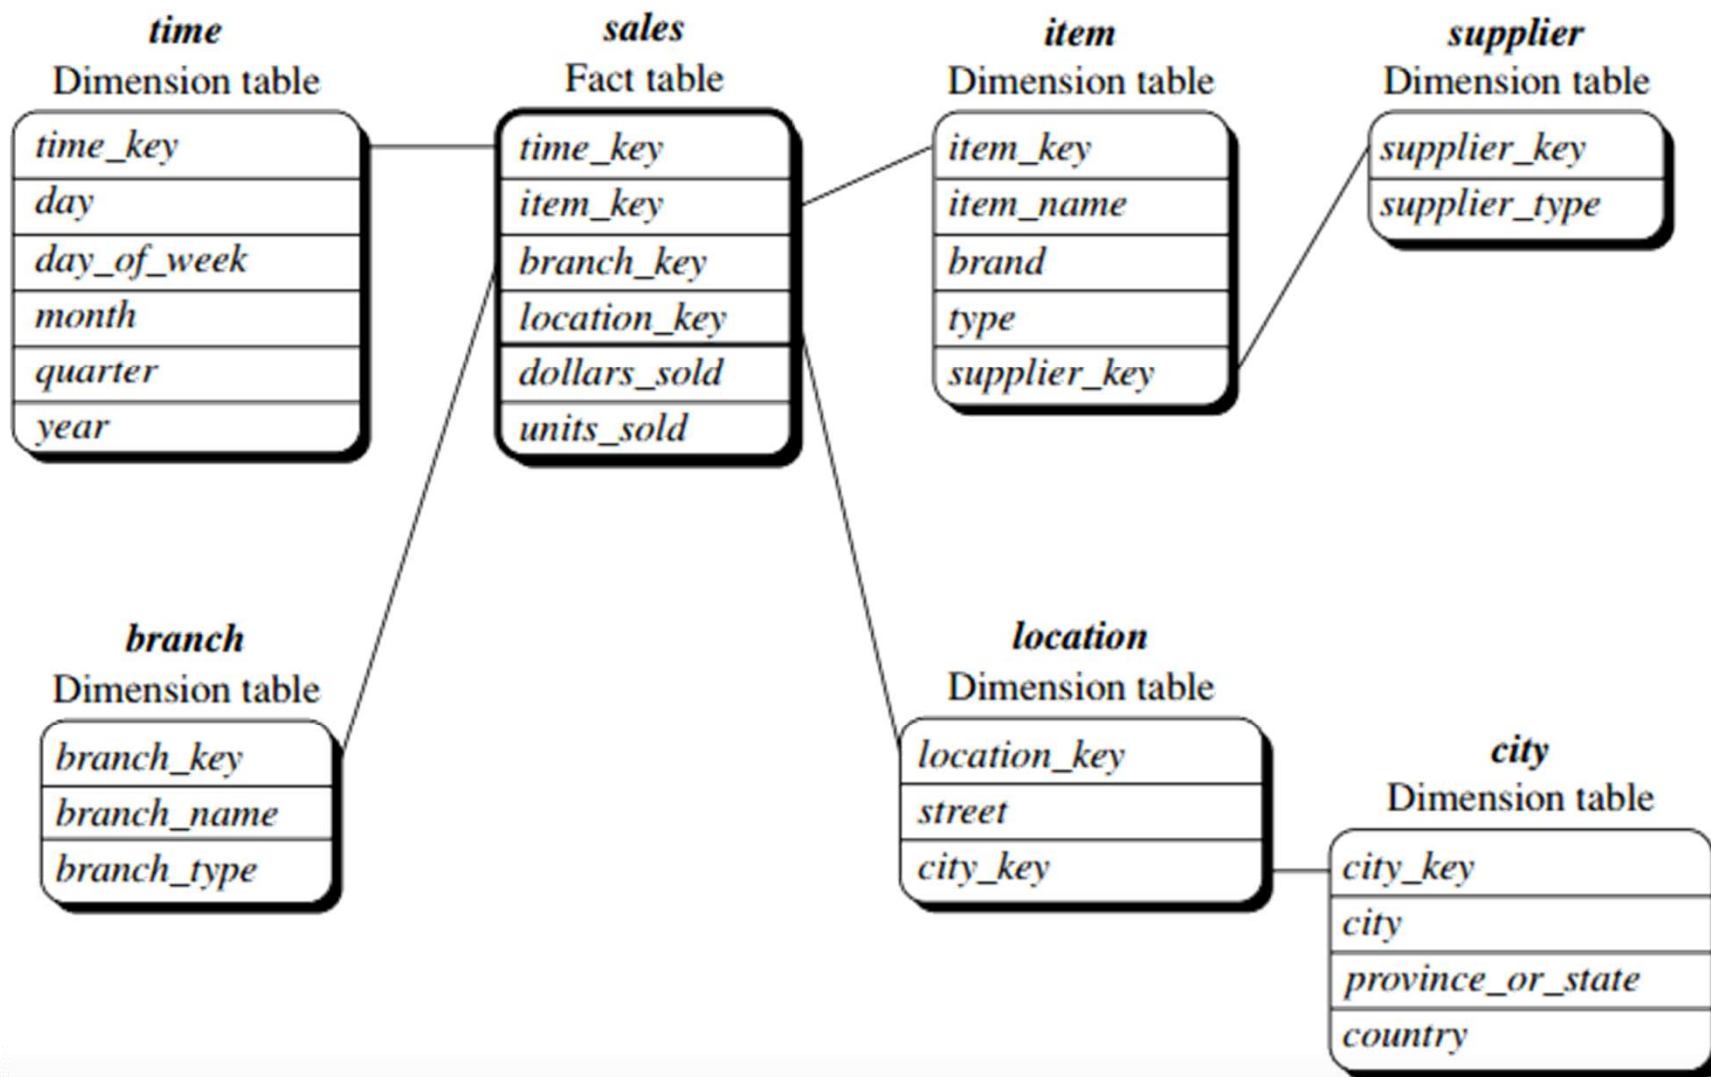 time
Dimension table
time_key
day
day_of_week
month
quarter
year
sales
Fact table
time_key
item_key
branch_key
location_key
dollars_sold
units_sold
item
Dimension table
item_key
item_name
brand
type
supplier_key
supplier
Dimension table
supplier_key
supplier_type
branch
Dimension table
branch_key
branch_name
branch_type
location
Dimension table
location_key
street
city_key
city
Dimension table
city_key
city
province_or_state
country